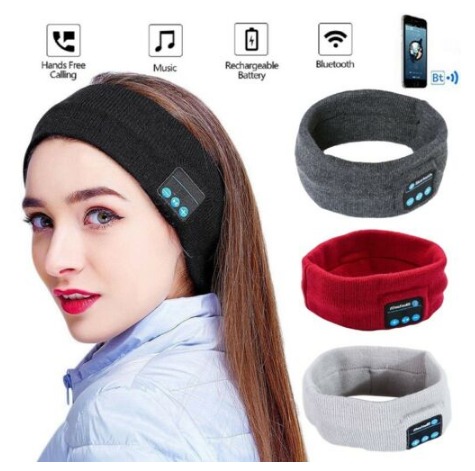 Hands Free
Calling
Music
Rechargeable
Battery
Bluetooth
Bt